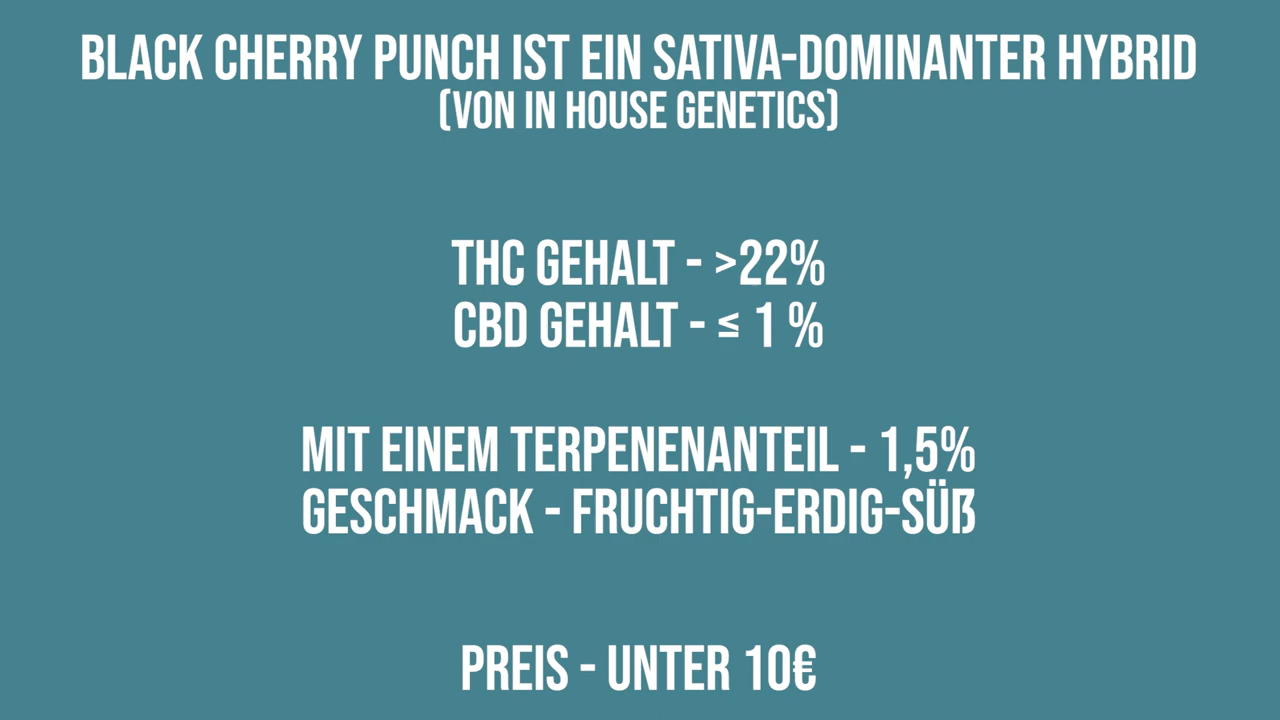 BLACK CHERRY PUNCH IST EIN SATIVA-DOMINANTER HYBRID
(VON IN HOUSE GENETICS)
THC GEHALT - >22%
CBD GEHALT - ≤ 1 %
MIT EINEM TERPENENANTEIL - 1,5%
GESCHMACK - FRUCHTIG-ERDIG-SÜß
PREIS - UNTER 10€